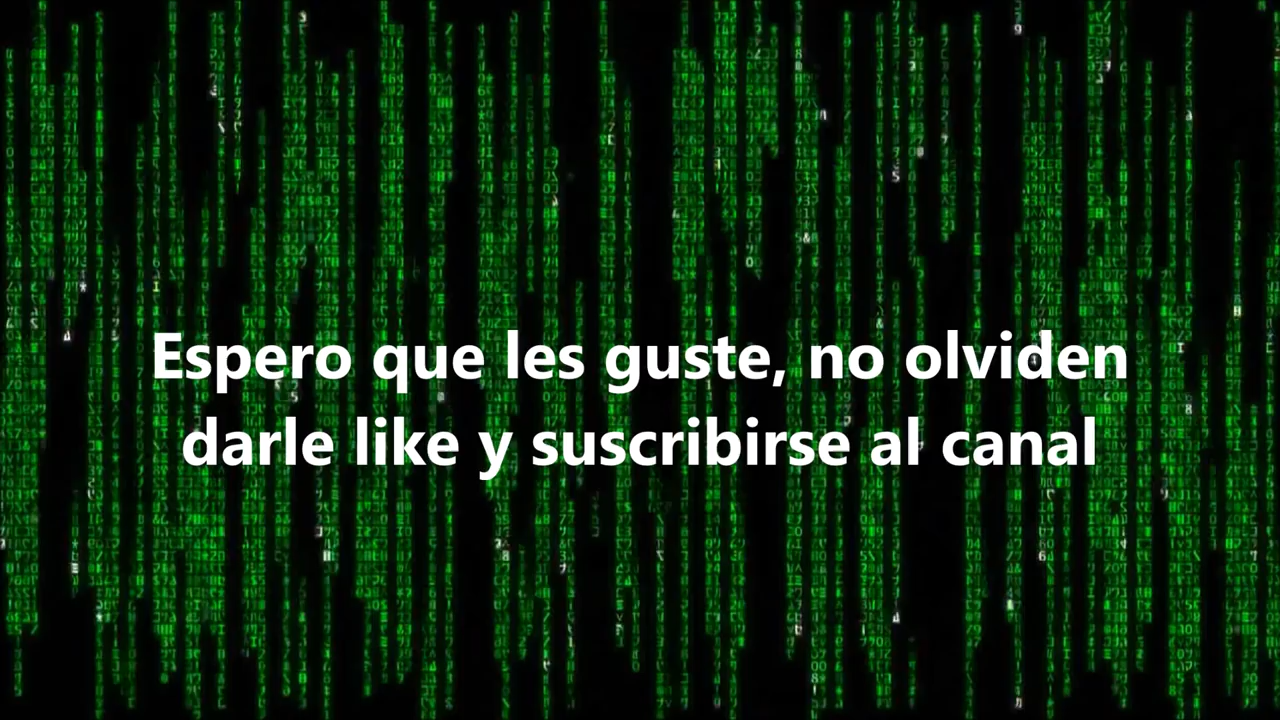 Espero que les guste, no olviden
darle like y suscribirse al canal